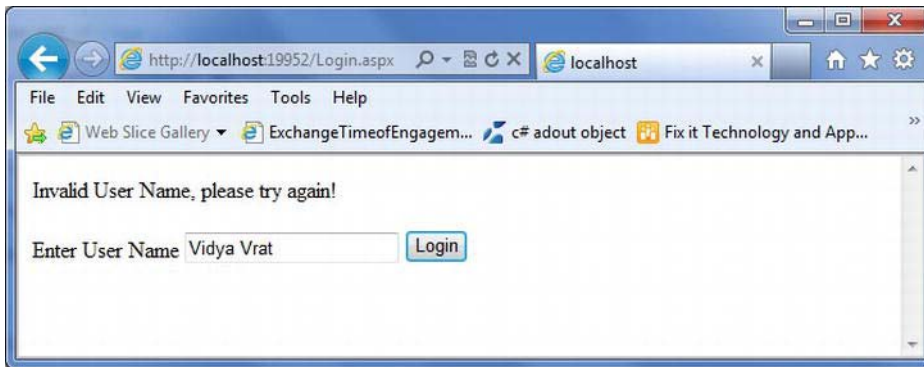 http://localhost:19952/Login.aspx
localhost
File Edit View Favorites Tools Help
Web Slice Gallery ExchangeTimeofEngagem... c# adout object Fix it Technology and App...
Invalid User Name, please try again!
Enter User Name Vidya Vrat Login